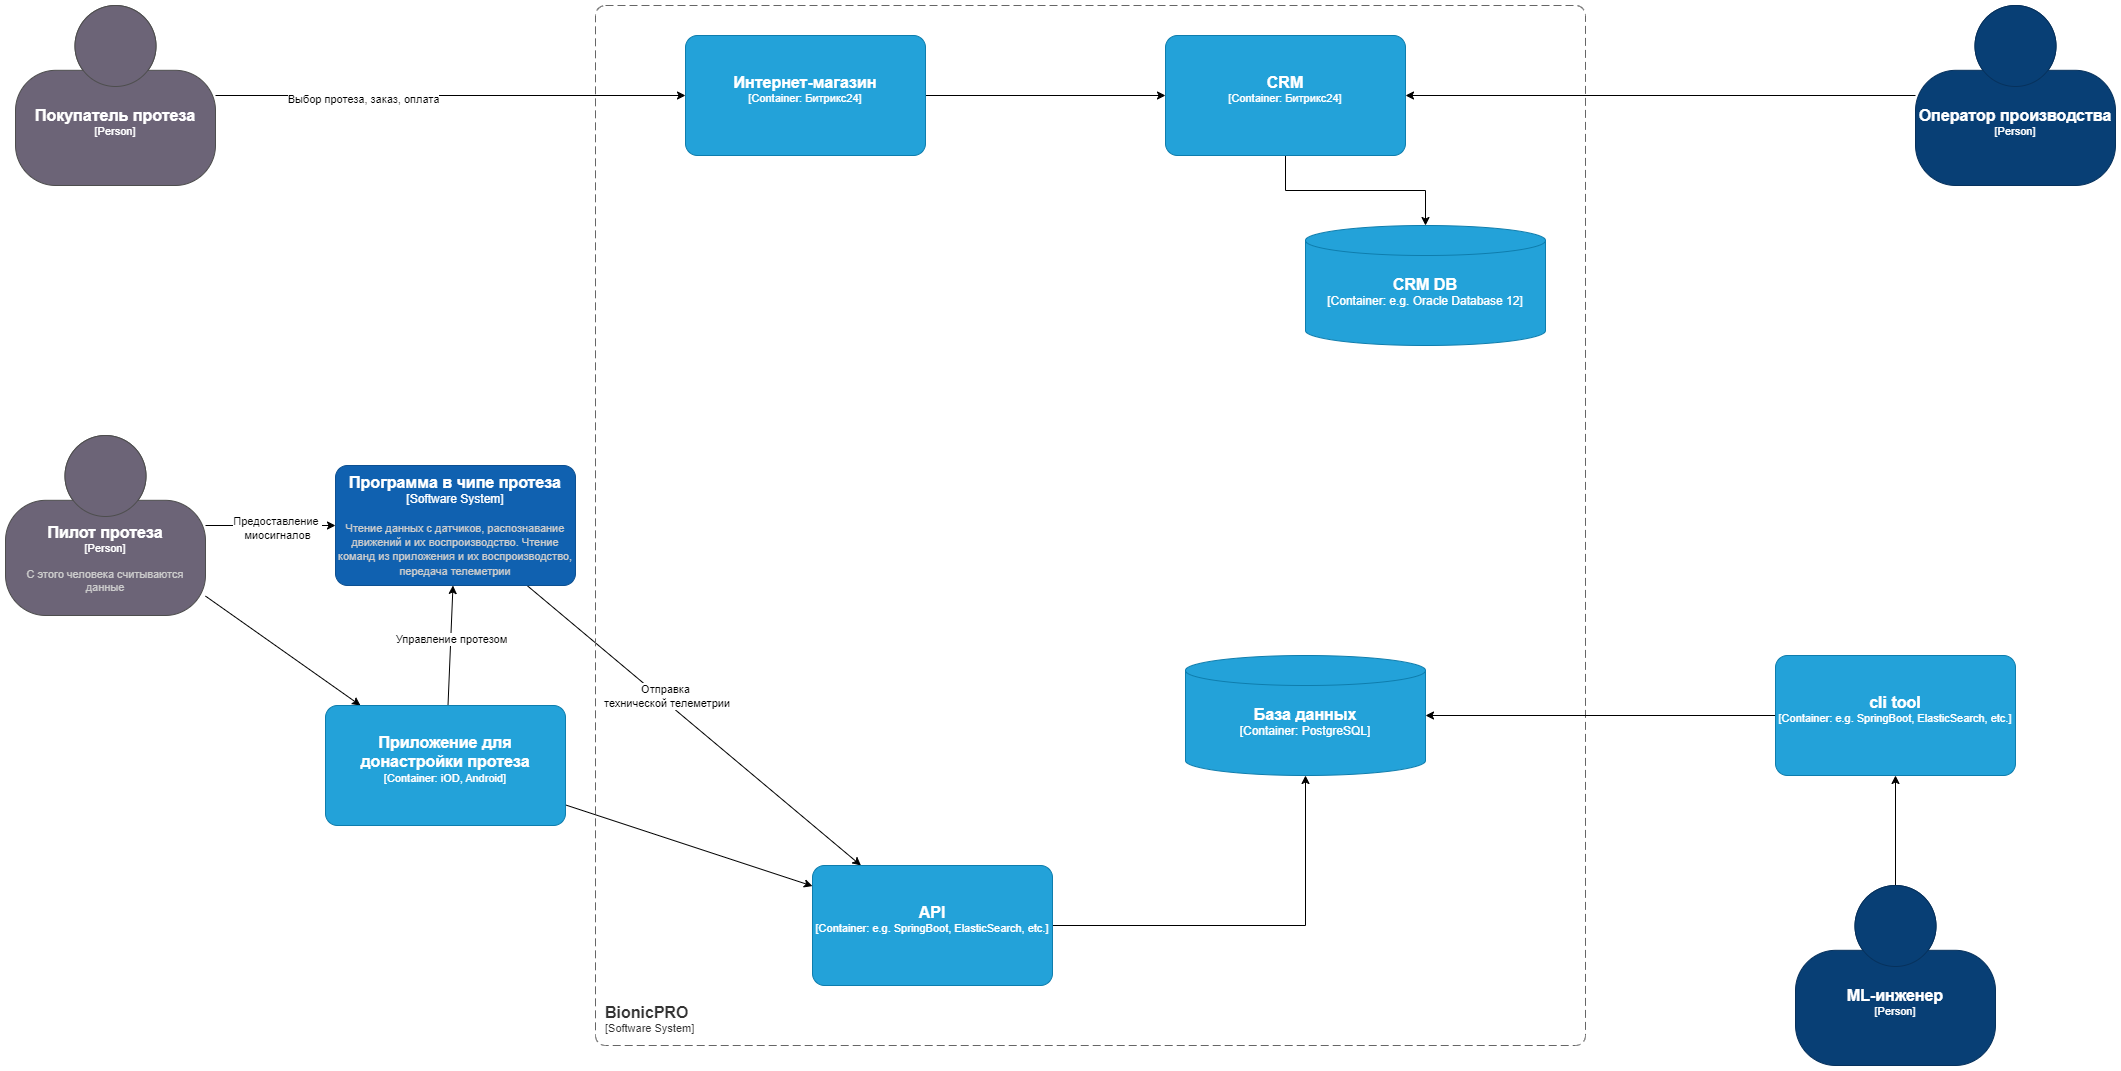 Покупатель протеза
[Person]
Выбор протеза, заказ, оплата
Интернет-магазин
[Container: Битрикс24]
CRM
[Container: Битрикс24]
Оператор производства
[Person]
CRM DB
[Container: e.g. Oracle Database 12]
Пилот протеза
[Person]
С этого человека считываются
данные
Предоставление
миосигналов
Программа в чипе протеза
[Software System]
Чтение данных с датчиков, распознавание
движений и их воспроизводство. Чтение
команд из приложения и их воспроизводство,
передача телеметрии
Управление протезом
Отправка
технической телеметрии
Приложение для
донастройки протеза
[Container: iOD, Android]
База данных
[Container: PostgreSQL]
cli tool
[Container: e.g. SpringBoot, ElasticSearch, etc.]
API
[Container: e.g. SpringBoot, ElasticSearch, etc.]
ML-инженер
[Person]
BionicPRO
[Software System]